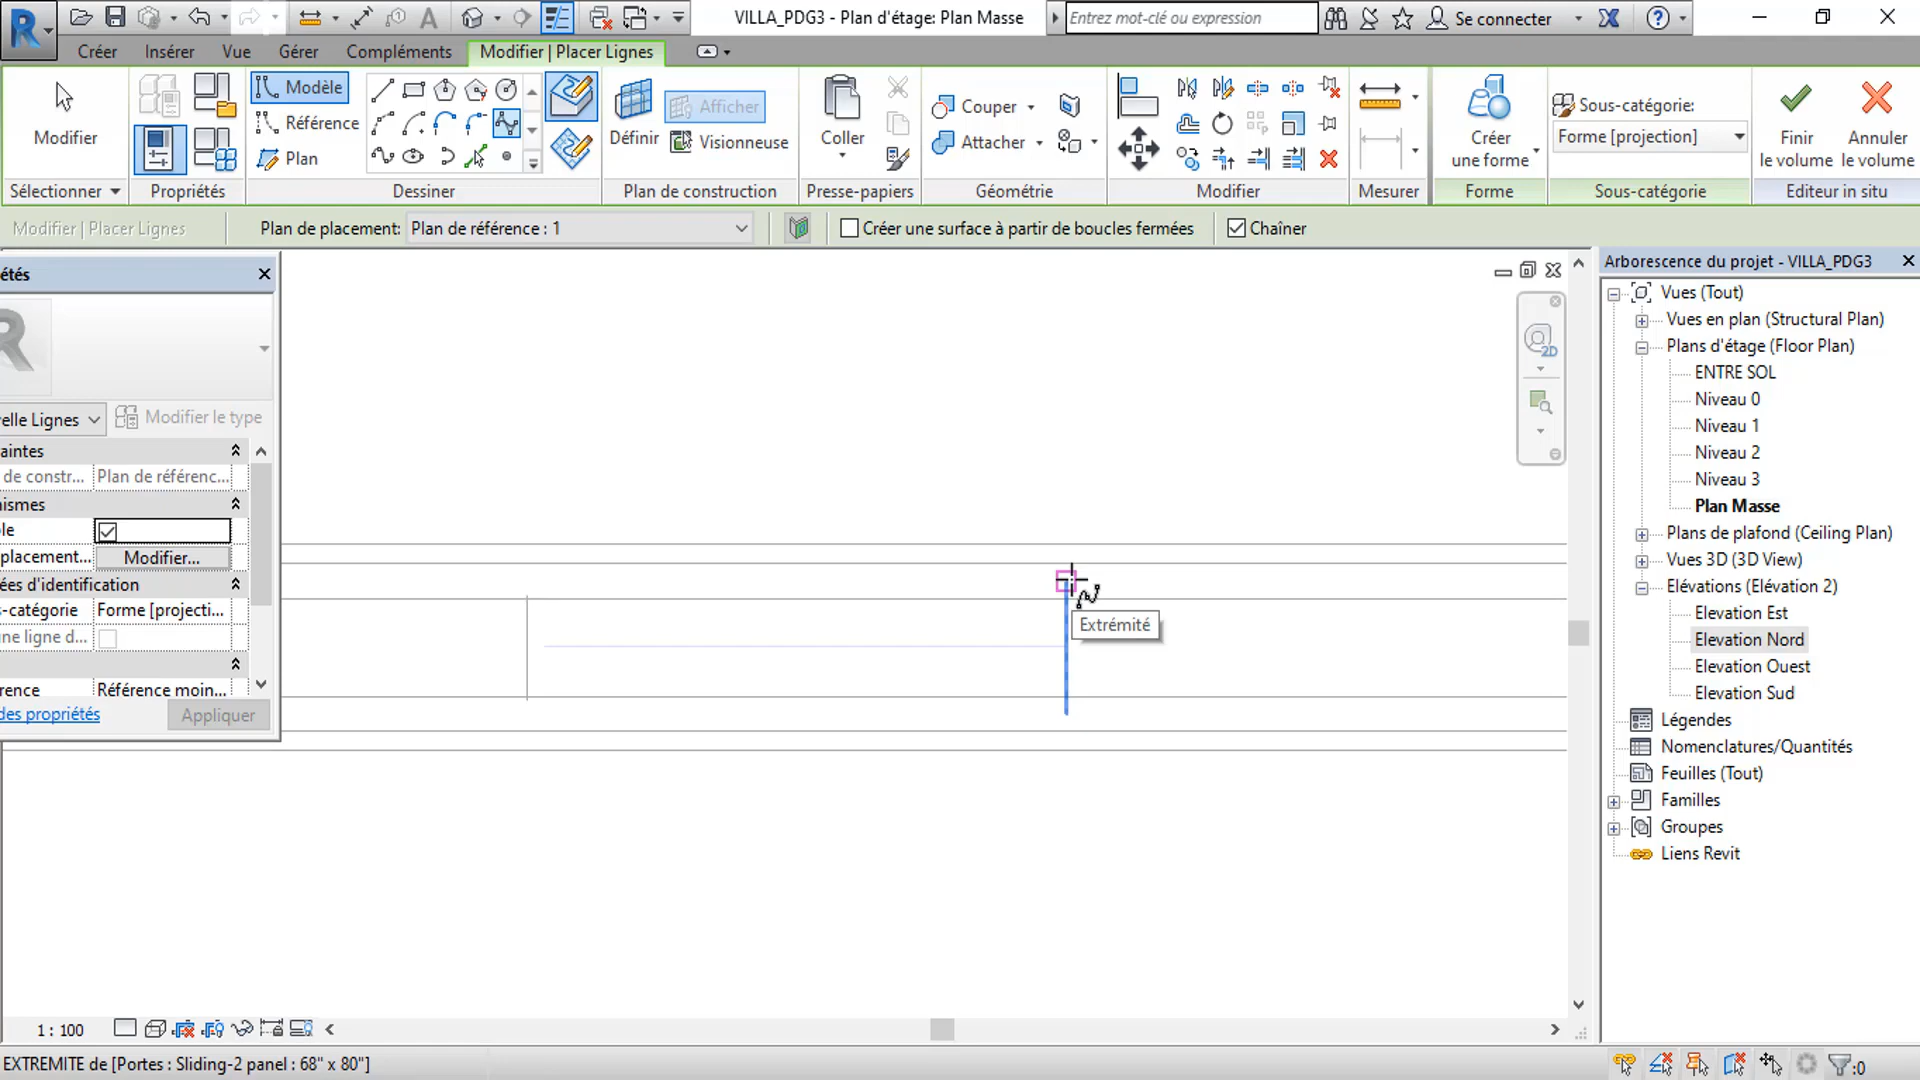 VILLA_PDG3 - Plan d'étage: Plan Masse
Entrez mot-clé ou expression
Se connecter
Créer
Insérer
Vue
Gérer
Compléments
Modifier | Placer Lignes
Modifier
Modèle
Référence
Plan
Définir
Afficher
Visionneuse
Coller
Couper
Attacher
Créer
une forme
Sous-catégorie:
Forme [projection]
Finir
le volume
Annuler
le volume
Sélectionner
Propriétés
Dessiner
Plan de construction
Presse-papiers
Géométrie
Modifier
Mesurer
Forme
Sous-catégorie
Editeur in situ
Modifier | Placer Lignes
Plan de placement:
Plan de référence : 1
Créer une surface à partir de boucles fermées
Chaîner
étés
R
elle Lignes
Modifier le type
aintes
de constr...
Plan de référenc...
ismes
le
placement...
Modifier...
ées d'identification
-catégorie
Forme [projecti...
ne ligne d...
rence
Référence moin...
des propriétés
Appliquer
Extrémité
2D
Arborescence du projet - VILLA_PDG3
Vues (Tout)
Vues en plan (Structural Plan)
Plans d'étage (Floor Plan)
ENTRE SOL
Niveau 0
Niveau 1
Niveau 2
Niveau 3
Plan Masse
Plans de plafond (Ceiling Plan)
Vues 3D (3D View)
Elévations (Elévation 2)
Elevation Est
Elevation Nord
Elevation Ouest
Elevation Sud
Légendes
Nomenclatures/Quantités
Feuilles (Tout)
Familles
Groupes
Liens Revit
1 : 100
EXTREMITE de [Portes : Sliding-2 panel : 68" x 80"]
:0